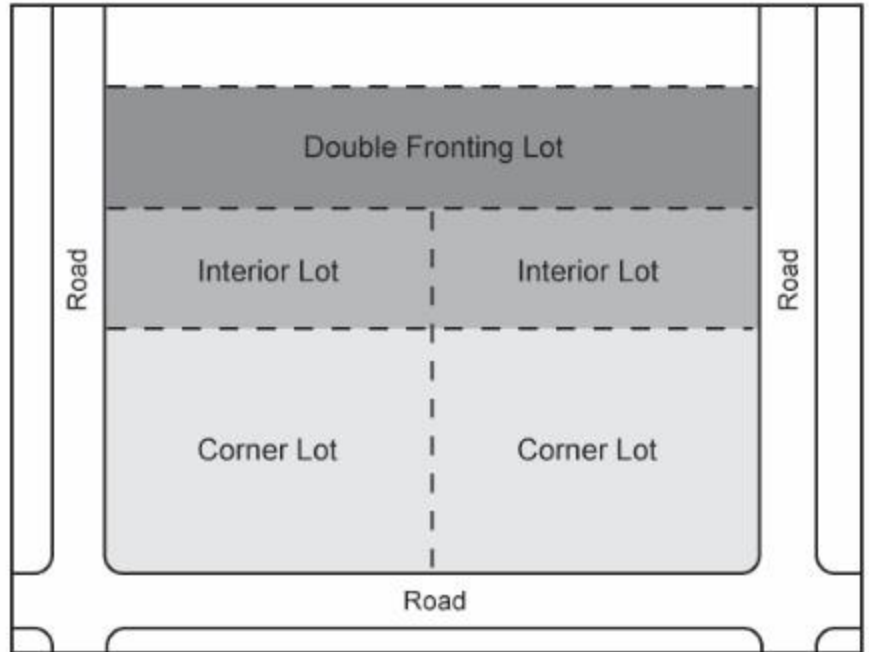 Double Fronting Lot
Interior Lot
Interior Lot
Road
Road
Corner Lot
Corner Lot
Road